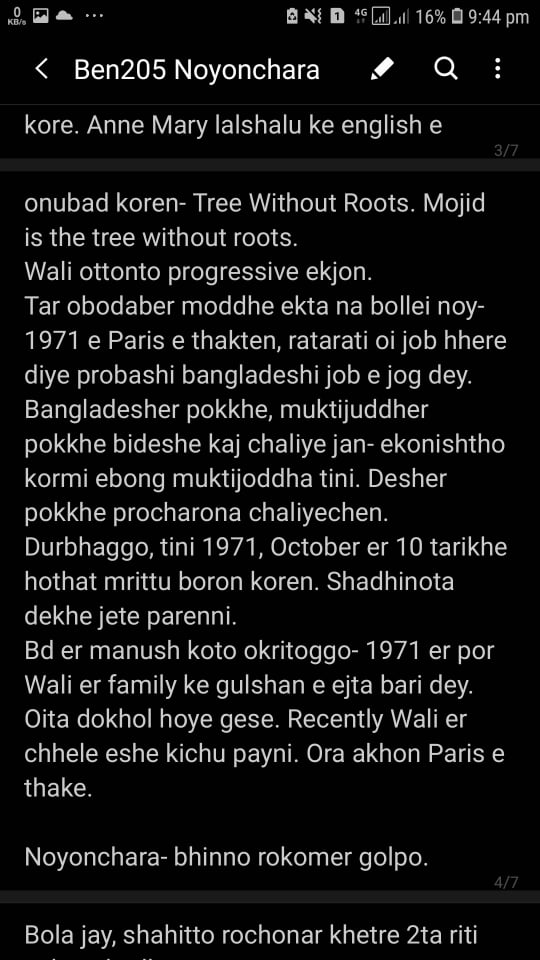 0
KB/s
1
4G
16%
9:44 pm
Ben205 Noyonchara
kore. Anne Mary lalshalu ke english e
3/7
onubad koren- Tree Without Roots. Mojid
is the tree without roots.
Wali ottonto progressive ekjon.
Tar obodaber moddhe ekta na bollei noy-
1971 e Paris e thakten, ratarati oi job hhere
diye probashi bangladeshi job e jog dey.
Bangladesher pokkhe, muktijuddher
pokkhe bideshe kaj chaliye jan- ekonishtho
kormi ebong muktijoddha tini. Desher
pokkhe procharona chaliyechen.
Durbhaggo, tini 1971, October er 10 tarikhe
hothat mrittu boron koren. Shadhinota
dekhe jete parenni.
Bd er manush koto okritoggo- 1971 er por
Wali er family ke gulshan e ejta bari dey.
Oita dokhol hoye gese. Recently Wali er
chhele eshe kichu payni. Ora akhon Paris e
thake.
Noyonchara- bhinno rokomer golpo.
4/7
Bola jay, shahitto rochonar khetre 2ta riti